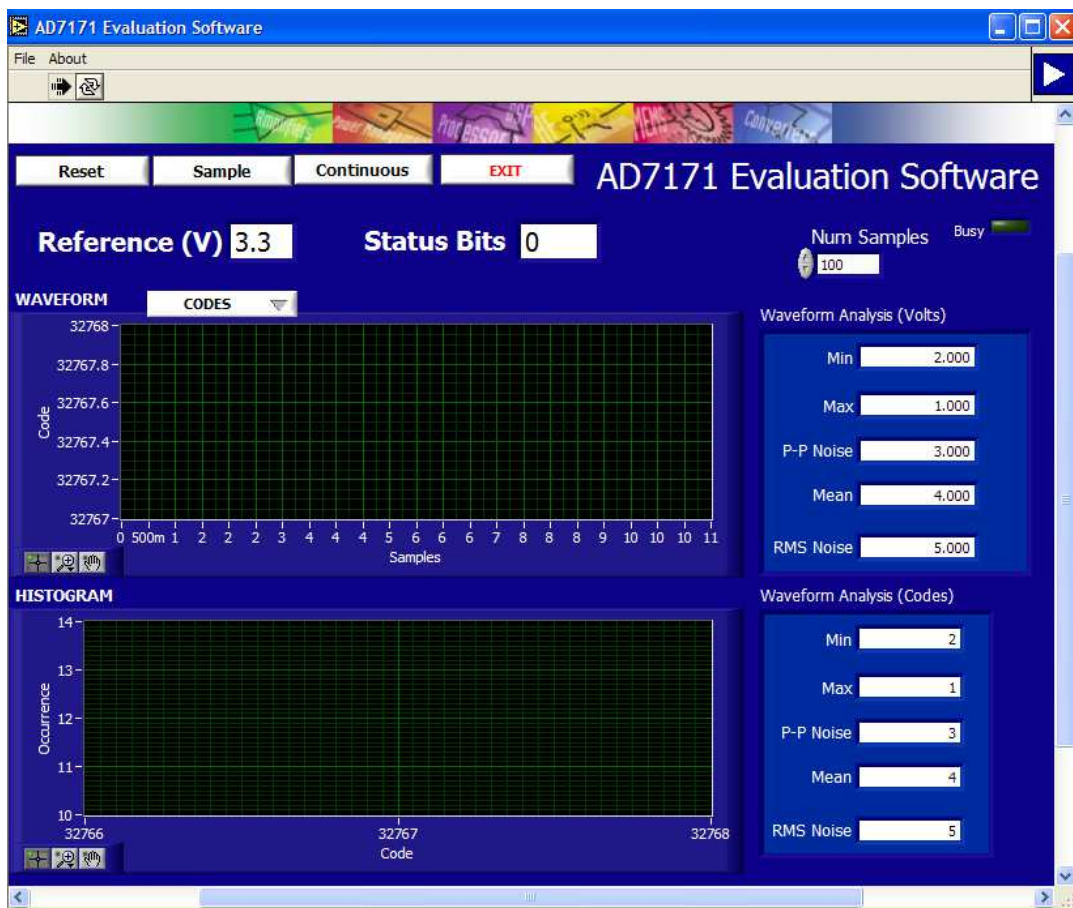 AD7171 Evaluation Software
File About
Amplifiers Power Processor DSP RF MEMS Converters
Reset Sample Continuous EXIT AD7171 Evaluation Software
Reference (V) 3.3 Status Bits 0 Num Samples Busy
100
WAVEFORM CODES Waveform Analysis (Volts)
32768
32767.8
32767.6
32767.4
32767.2
32767
Code
0 500m 1 2 2 2 3 4 4 4 5 6 6 6 7 8 8 8 9 10 10 10 11
Samples
Min 2.000
Max 1.000
P-P Noise 3.000
Mean 4.000
RMS Noise 5.000
HISTOGRAM Waveform Analysis (Codes)
14
13
12
11
10
Occurrence
32766 32767 32768
Code
Min 2
Max 1
P-P Noise 3
Mean 4
RMS Noise 5